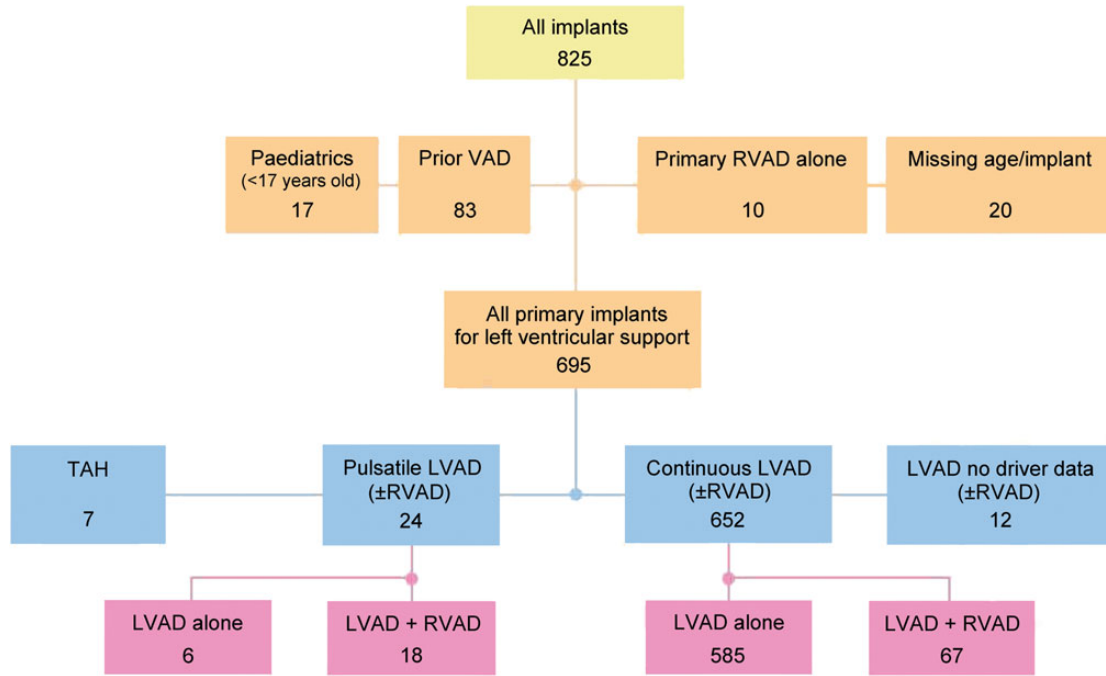 All implants
825
Paediatrics
(<17 years old)
17
Prior VAD
83
Primary RVAD alone
10
Missing age/implant
20
All primary implants
for left ventricular support
695
TAH
7
Pulsatile LVAD
(±RVAD)
24
Continuous LVAD
(±RVAD)
652
LVAD no driver data
(±RVAD)
12
LVAD alone
6
LVAD + RVAD
18
LVAD alone
585
LVAD + RVAD
67